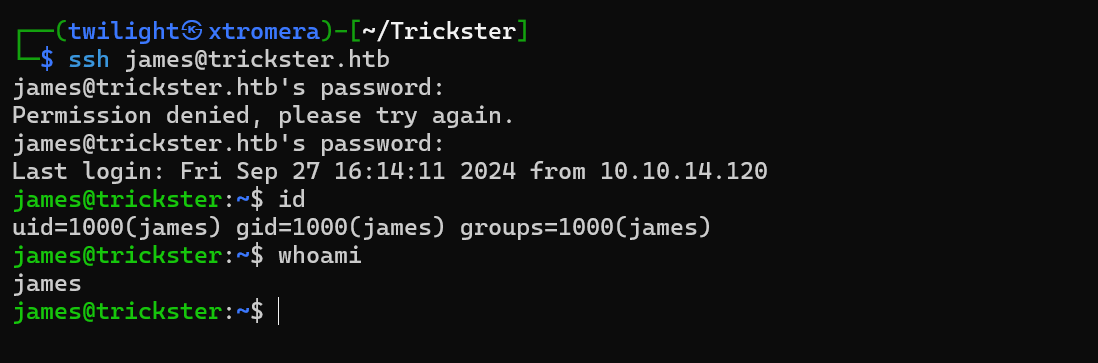 ┌──(twilight㉿xtromera)-[~/Trickster]
└─$ ssh james@trickster.htb
james@trickster.htb's password:
Permission denied, please try again.
james@trickster.htb's password:
Last login: Fri Sep 27 16:14:11 2024 from 10.10.14.120
james@trickster:~$ id
uid=1000(james) gid=1000(james) groups=1000(james)
james@trickster:~$ whoami
james
james@trickster:~$